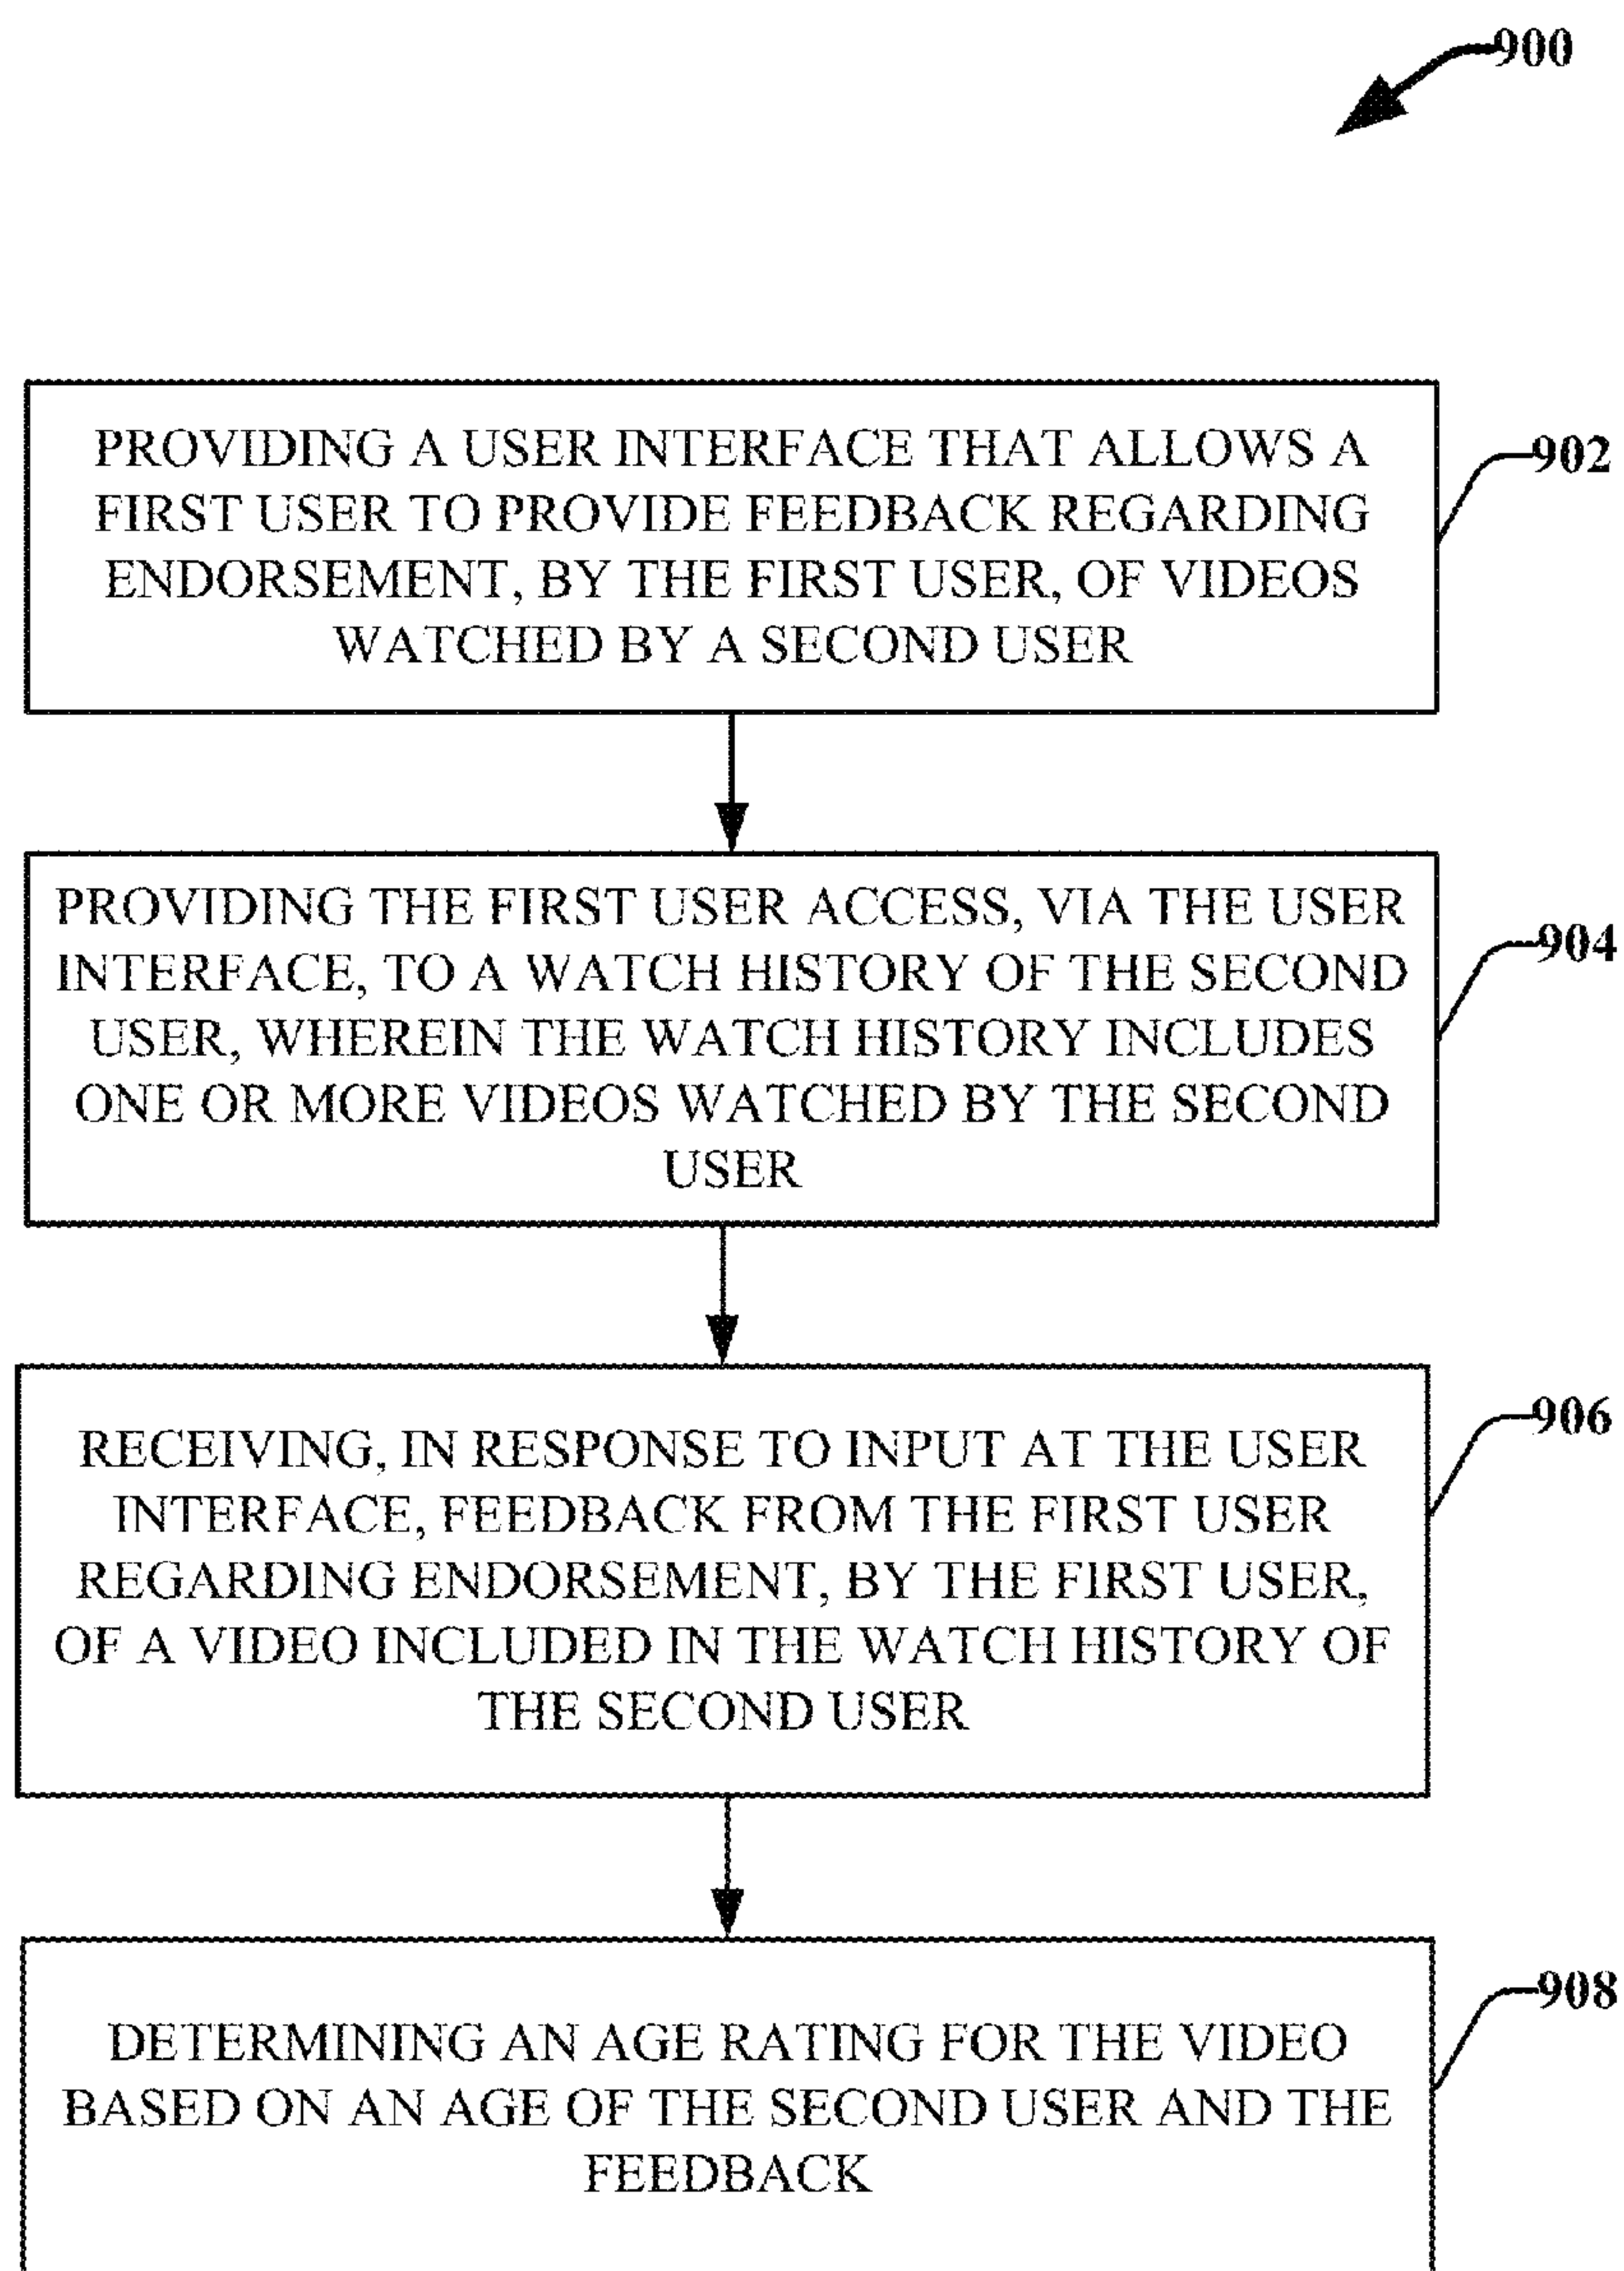 900
PROVIDING A USER INTERFACE THAT ALLOWS A
FIRST USER TO PROVIDE FEEDBACK REGARDING
ENDORSEMENT, BY THE FIRST USER, OF VIDEOS
WATCHED BY A SECOND USER
902
PROVIDING THE FIRST USER ACCESS, VIA THE USER
INTERFACE, TO A WATCH HISTORY OF THE SECOND
USER, WHEREIN THE WATCH HISTORY INCLUDES
ONE OR MORE VIDEOS WATCHED BY THE SECOND
USER
904
RECEIVING, IN RESPONSE TO INPUT AT THE USER
INTERFACE, FEEDBACK FROM THE FIRST USER
REGARDING ENDORSEMENT, BY THE FIRST USER,
OF A VIDEO INCLUDED IN THE WATCH HISTORY OF
THE SECOND USER
906
DETERMINING AN AGE RATING FOR THE VIDEO
BASED ON AN AGE OF THE SECOND USER AND THE
FEEDBACK
908